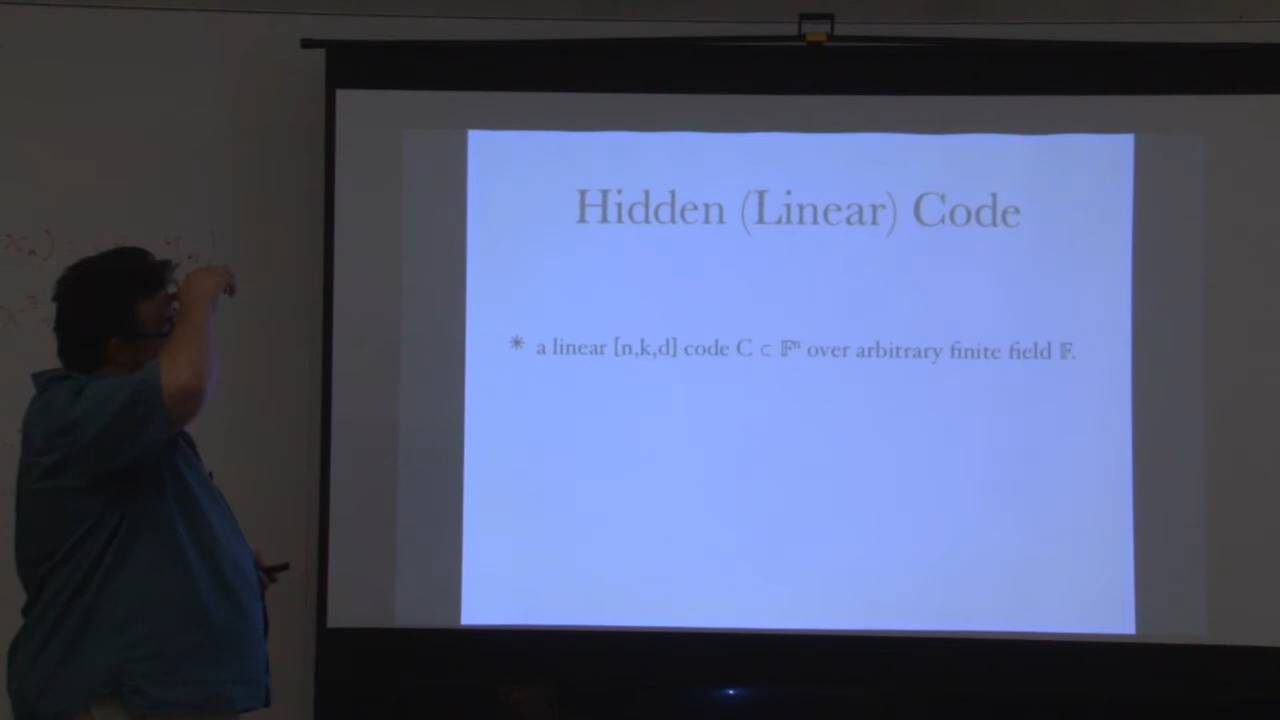 Hidden (Linear) Code
* a linear [n,k,d] code C ⊂ 𝔽ⁿ over arbitrary finite field 𝔽.